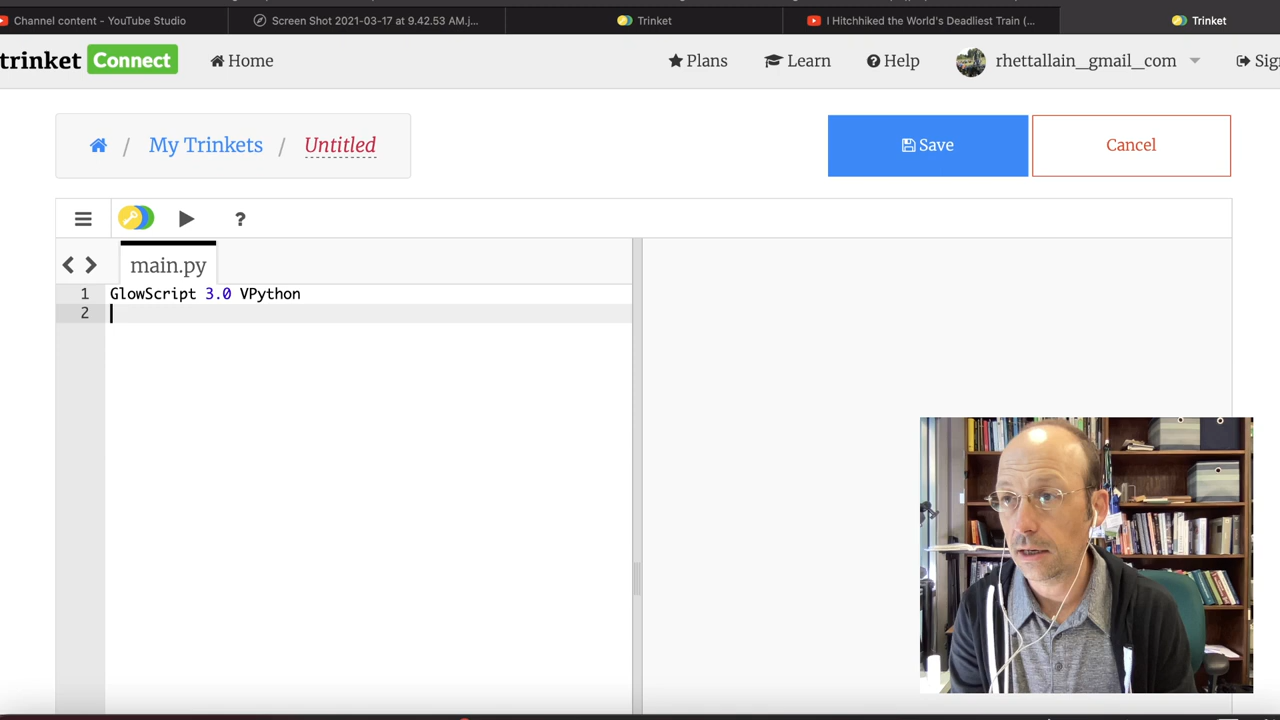 Channel content - YouTube Studio
Screen Shot 2021-03-17 at 9.42.53 AM.j...
Trinket
I Hitchhiked the World's Deadliest Train (...
Trinket
trinket Connect
Home
Plans
Learn
Help
rhettallain_gmail_com
Sig
/ My Trinkets / Untitled
Save
Cancel
?
main.py
1 GlowScript 3.0 VPython
2